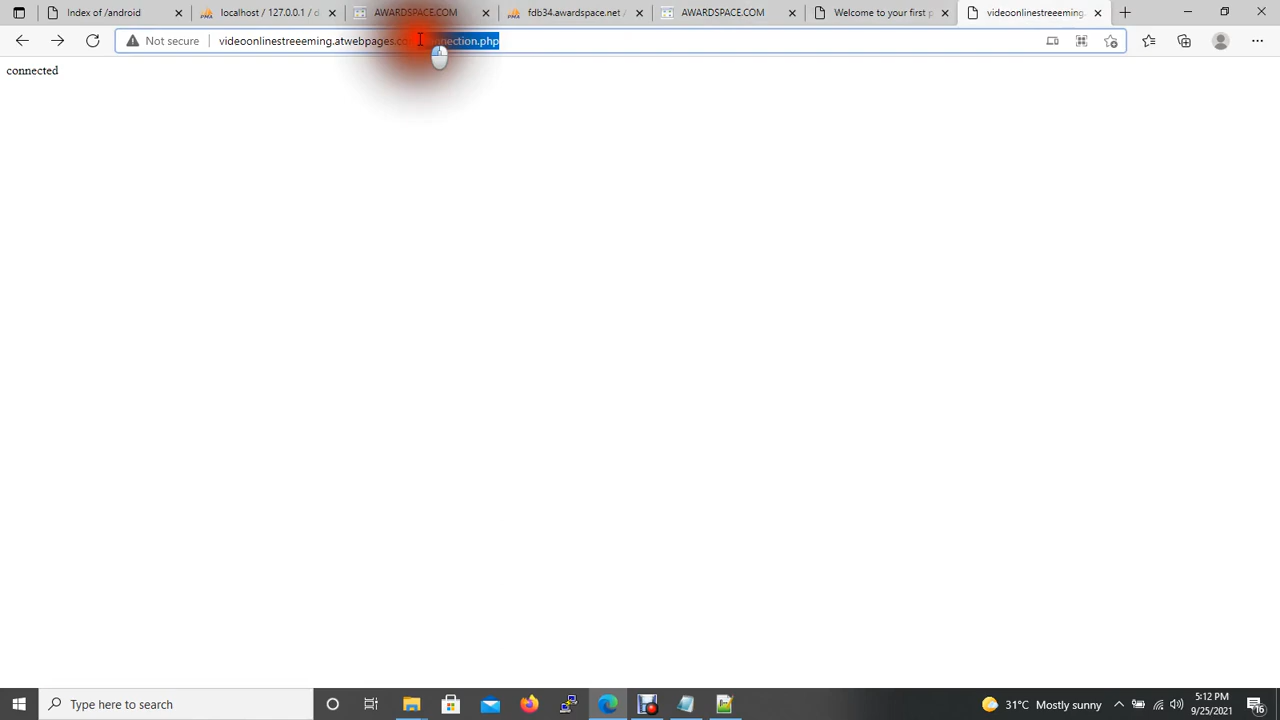 Index of /android
localhost / 127.0.0.1 / d
AWARDSPACE.COM
fdb34.awardspace.net /
AWARDSPACE.COM
Welcome to your first p
videoonlinestreeeming.
Not secure
videoonlinestreeeming.atwebpages.co
nection.php
connected
Type here to search
31°C Mostly sunny
5:12 PM
9/25/2021
16